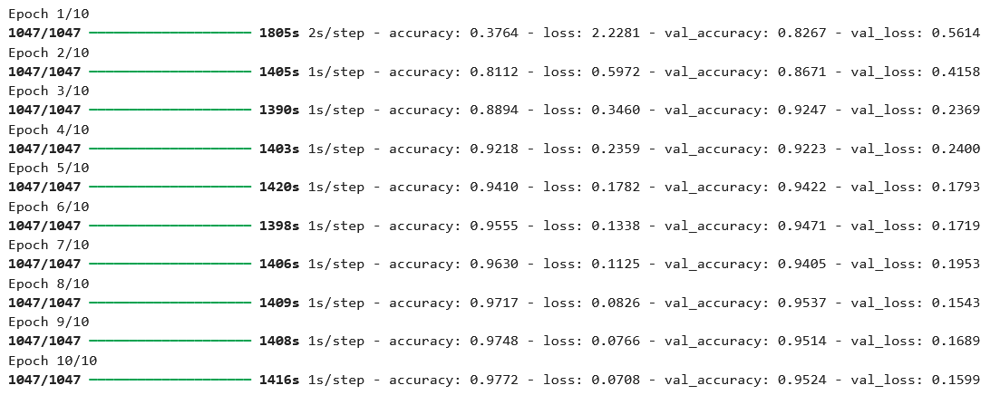 Epoch 1/10
1047/1047 ━━━━━━━━━━━━━━━━━━━━ 1805s 2s/step - accuracy: 0.3764 - loss: 2.2281 - val_accuracy: 0.8267 - val_loss: 0.5614
Epoch 2/10
1047/1047 ━━━━━━━━━━━━━━━━━━━━ 1405s 1s/step - accuracy: 0.8112 - loss: 0.5972 - val_accuracy: 0.8671 - val_loss: 0.4158
Epoch 3/10
1047/1047 ━━━━━━━━━━━━━━━━━━━━ 1390s 1s/step - accuracy: 0.8894 - loss: 0.3460 - val_accuracy: 0.9247 - val_loss: 0.2369
Epoch 4/10
1047/1047 ━━━━━━━━━━━━━━━━━━━━ 1403s 1s/step - accuracy: 0.9218 - loss: 0.2359 - val_accuracy: 0.9223 - val_loss: 0.2400
Epoch 5/10
1047/1047 ━━━━━━━━━━━━━━━━━━━━ 1420s 1s/step - accuracy: 0.9410 - loss: 0.1782 - val_accuracy: 0.9422 - val_loss: 0.1793
Epoch 6/10
1047/1047 ━━━━━━━━━━━━━━━━━━━━ 1398s 1s/step - accuracy: 0.9555 - loss: 0.1338 - val_accuracy: 0.9471 - val_loss: 0.1719
Epoch 7/10
1047/1047 ━━━━━━━━━━━━━━━━━━━━ 1406s 1s/step - accuracy: 0.9630 - loss: 0.1125 - val_accuracy: 0.9405 - val_loss: 0.1953
Epoch 8/10
1047/1047 ━━━━━━━━━━━━━━━━━━━━ 1409s 1s/step - accuracy: 0.9717 - loss: 0.0826 - val_accuracy: 0.9537 - val_loss: 0.1543
Epoch 9/10
1047/1047 ━━━━━━━━━━━━━━━━━━━━ 1408s 1s/step - accuracy: 0.9748 - loss: 0.0766 - val_accuracy: 0.9514 - val_loss: 0.1689
Epoch 10/10
1047/1047 ━━━━━━━━━━━━━━━━━━━━ 1416s 1s/step - accuracy: 0.9772 - loss: 0.0708 - val_accuracy: 0.9524 - val_loss: 0.1599